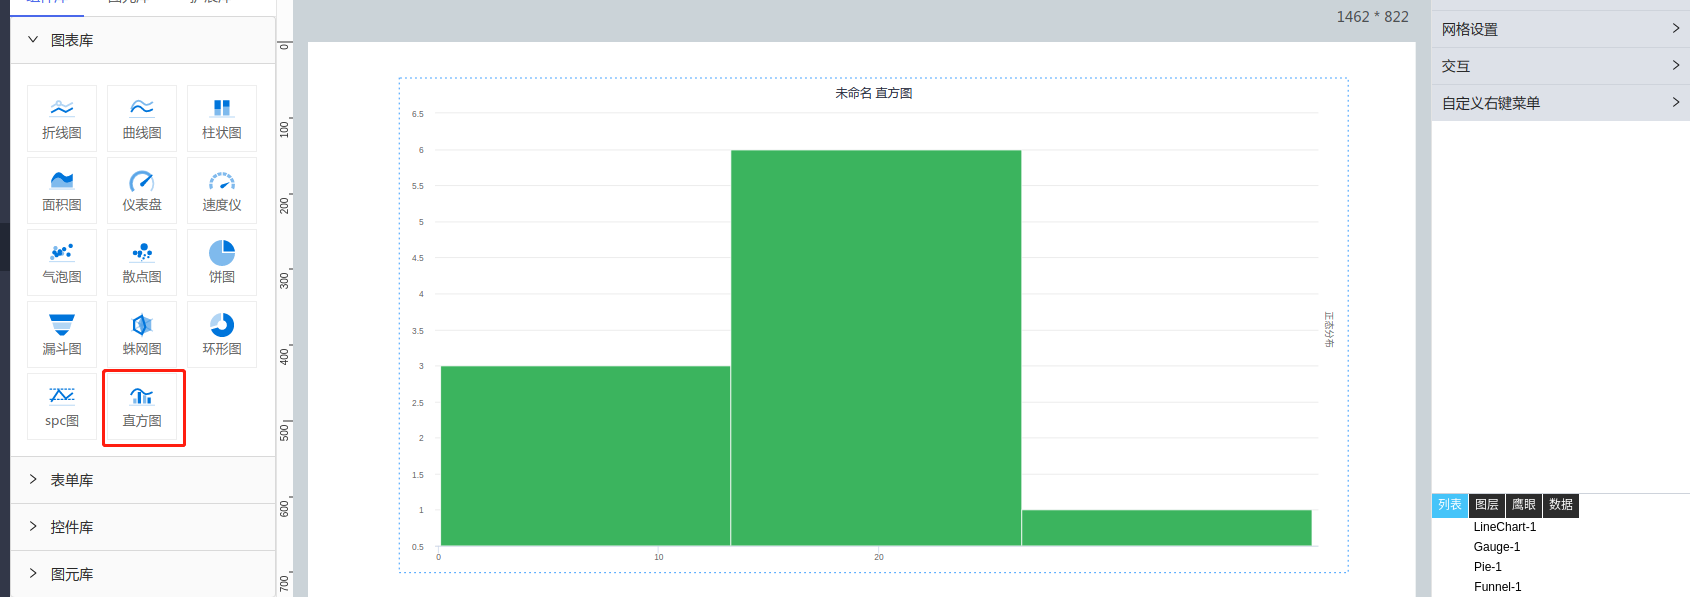 图表库
折线图
曲线图
柱状图
面积图
仪表盘
速度仪
气泡图
散点图
饼图
漏斗图
蛛网图
环形图
spc图
直方图
表单库
控件库
图元库
0
100
200
300
400
500
600
700
1462 * 822
未命名 直方图
6.5
6
5.5
5
4.5
4
3.5
3
2.5
2
1.5
1
0.5
0
10
20
正态分布
网格设置
交互
自定义右键菜单
列表
图层
鹰眼
数据
LineChart-1
Gauge-1
Pie-1
Funnel-1